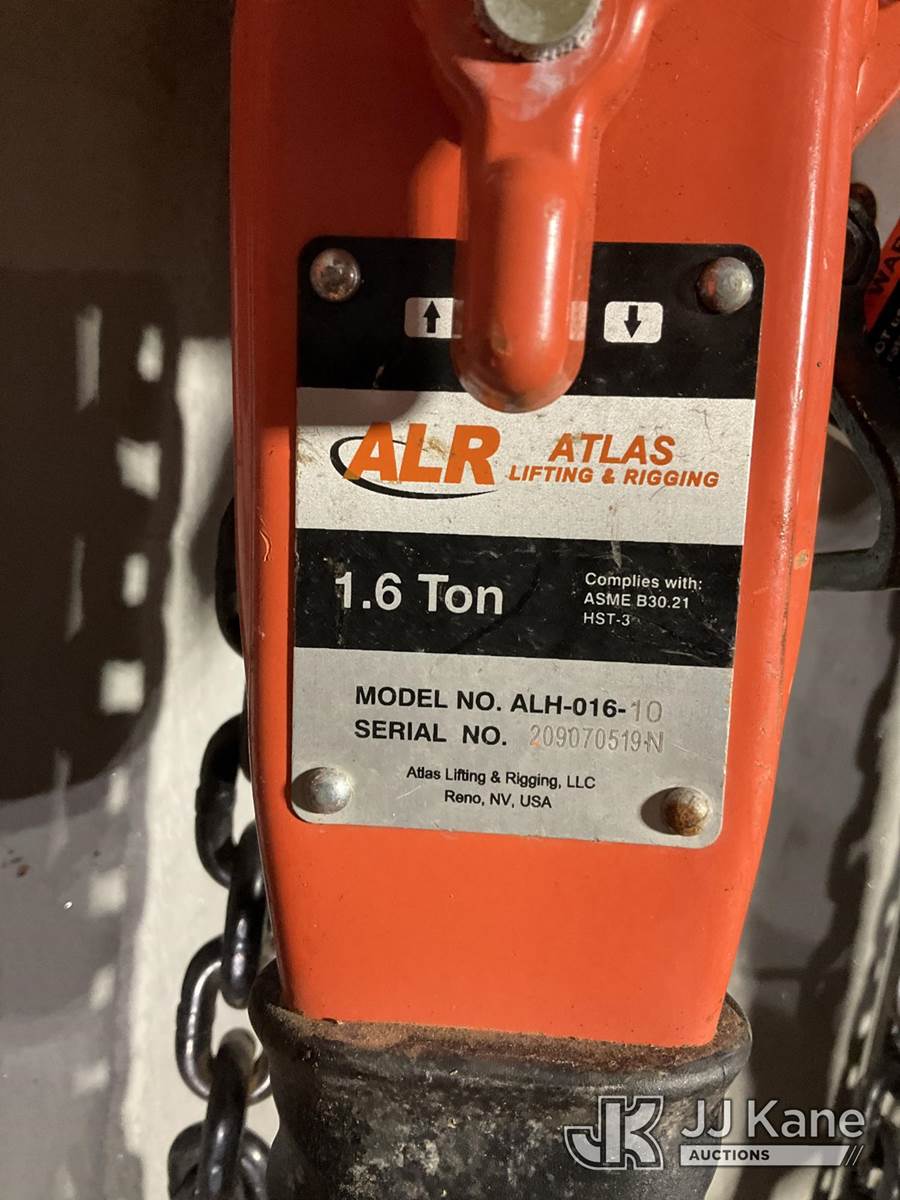 ALR ATLAS
LIFTING & RIGGING
1.6 Ton
Complies with:
ASME B30.21
HST-3
MODEL NO. ALH-016-10
SERIAL NO. 209070519-N
Atlas Lifting & Rigging, LLC
Reno, NV, USA
JK JJ Kane
AUCTIONS